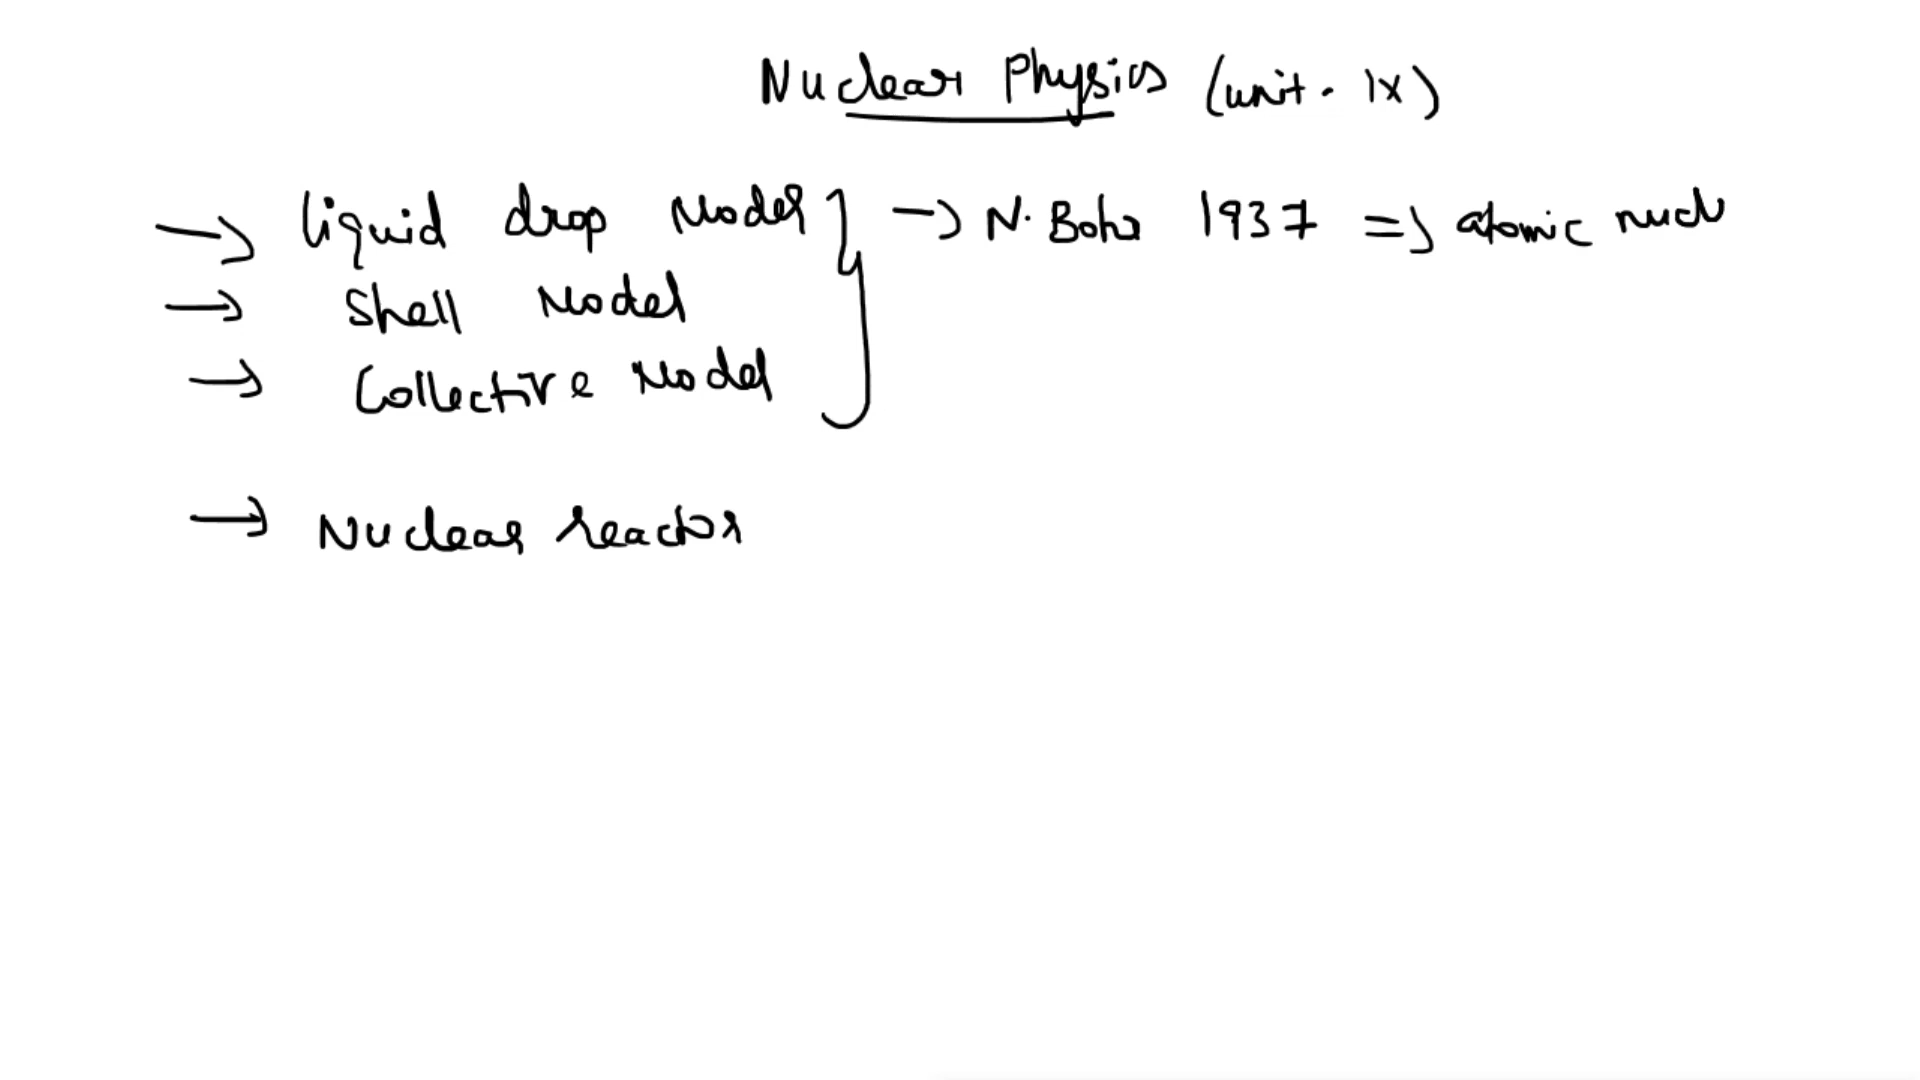 Nuclear Physics (unit - IX)
→ liquid drop Model } → N. Bohr 1937 => atomic nucl
→ Shell Model
→ Collective Model
→ Nuclear reactor